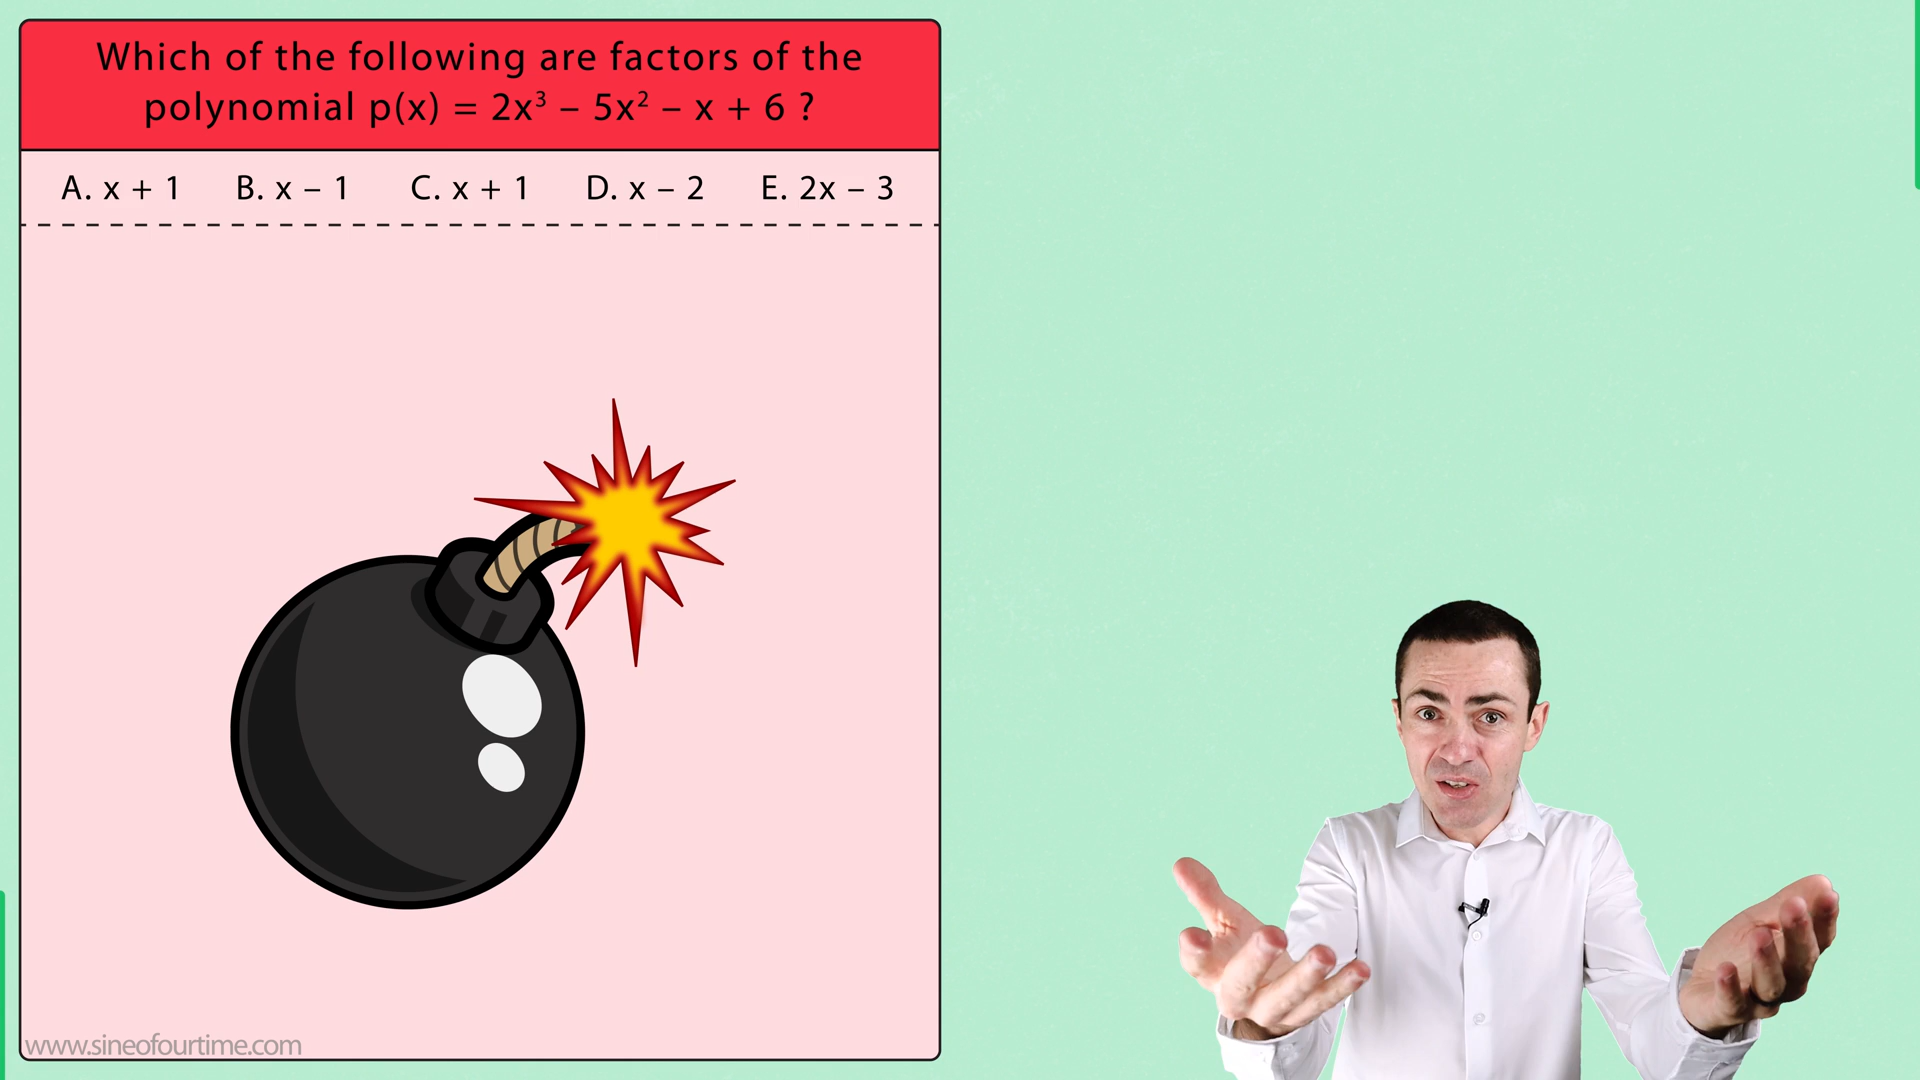 Which of the following are factors of the
polynomial p(x) = 2x³ – 5x² – x + 6 ?
A. x + 1 B. x – 1 C. x + 1 D. x – 2 E. 2x – 3
www.sineofourtime.com